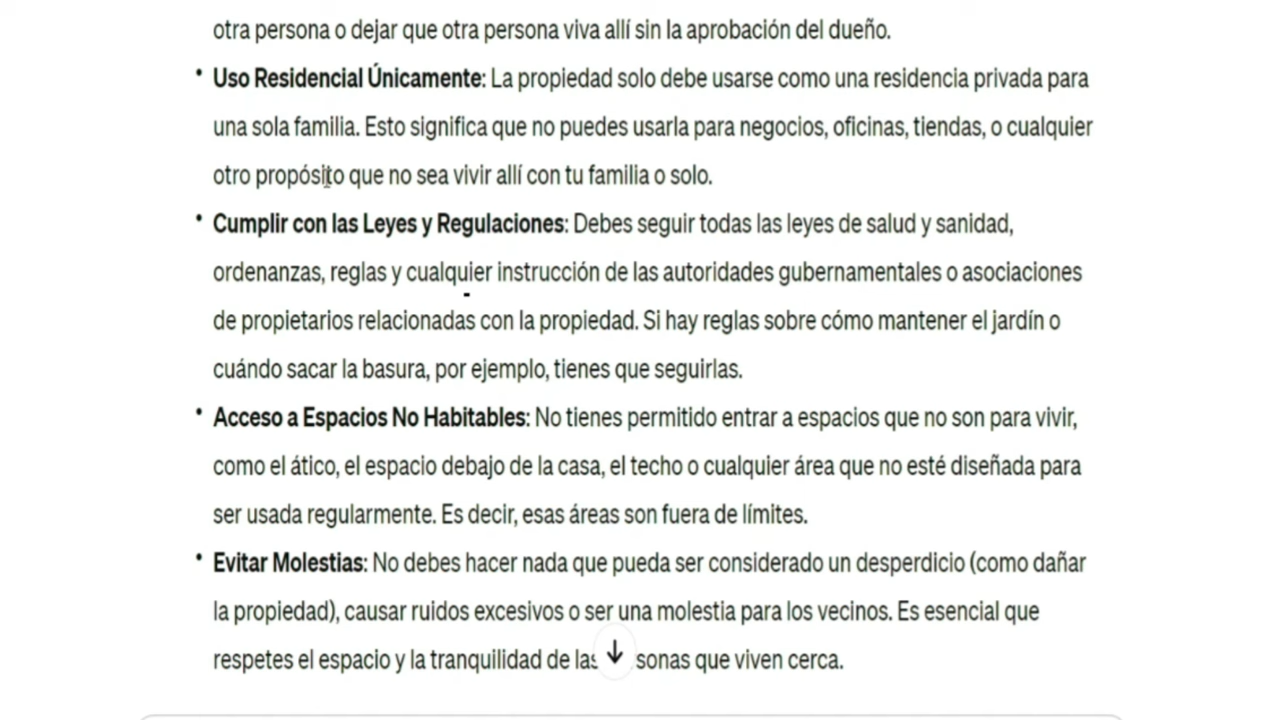 otra persona o dejar que otra persona viva allí sin la aprobación del dueño.
• Uso Residencial Únicamente: La propiedad solo debe usarse como una residencia privada para
una sola familia. Esto significa que no puedes usarla para negocios, oficinas, tiendas, o cualquier
otro propósito que no sea vivir allí con tu familia o solo.
• Cumplir con las Leyes y Regulaciones: Debes seguir todas las leyes de salud y sanidad,
ordenanzas, reglas y cualquier instrucción de las autoridades gubernamentales o asociaciones
de propietarios relacionadas con la propiedad. Si hay reglas sobre cómo mantener el jardín o
cuándo sacar la basura, por ejemplo, tienes que seguirlas.
• Acceso a Espacios No Habitables: No tienes permitido entrar a espacios que no son para vivir,
como el ático, el espacio debajo de la casa, el techo o cualquier área que no esté diseñada para
ser usada regularmente. Es decir, esas áreas son fuera de límites.
• Evitar Molestias: No debes hacer nada que pueda ser considerado un desperdicio (como dañar
la propiedad), causar ruidos excesivos o ser una molestia para los vecinos. Es esencial que
respetes el espacio y la tranquilidad de las sonas que viven cerca.